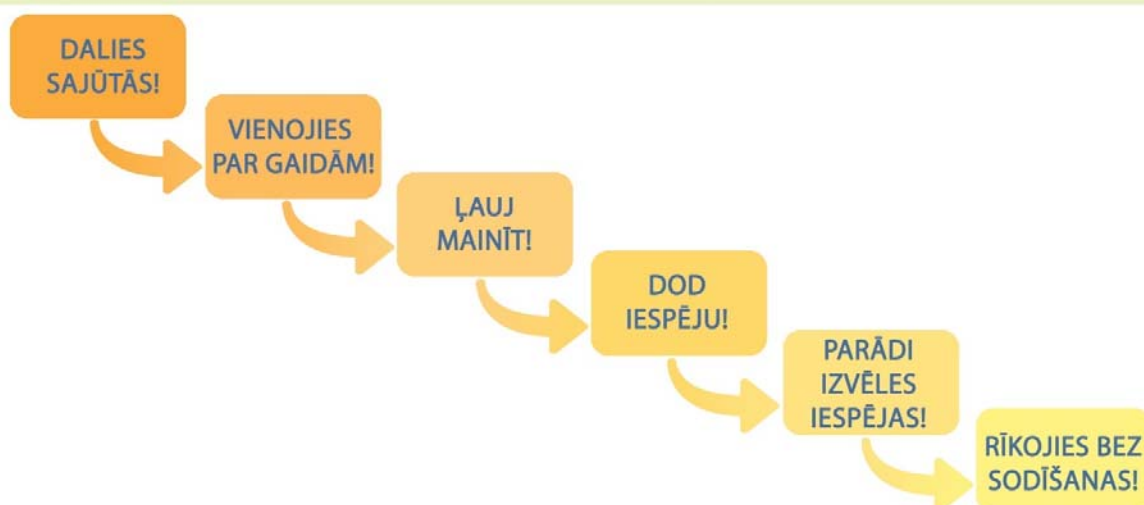 DALIES
SAJŪTĀS!
VIENOJIES
PAR GAIDĀM!
ĻAUJ
MAINĪT!
DOD
IESPĒJU!
PARĀDI
IZVĒLES
IESPĒJAS!
RĪKOJIES BEZ
SODĪŠANAS!